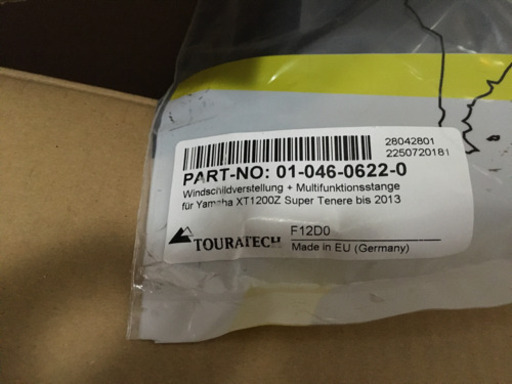 28042801
2250720181
PART-NO: 01-046-0622-0
Windschildverstellung + Multifunktionsstange
für Yamaha XT1200Z Super Tenere bis 2013
TOURATECH
F12D0
Made in EU (Germany)